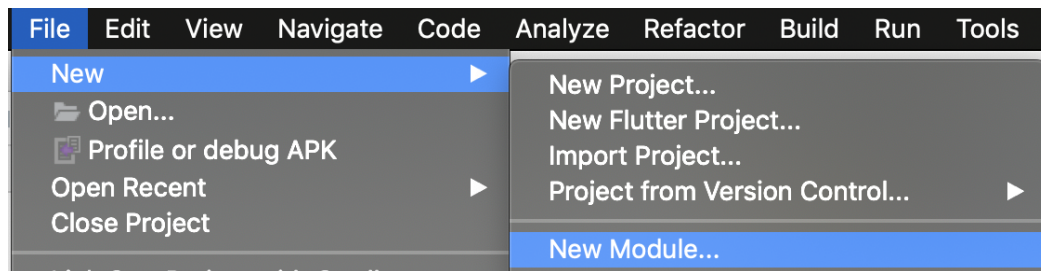 File Edit View Navigate Code Analyze Refactor Build Run Tools
New
Open...
Profile or debug APK
Open Recent
Close Project
New Project...
New Flutter Project...
Import Project...
Project from Version Control...
New Module...